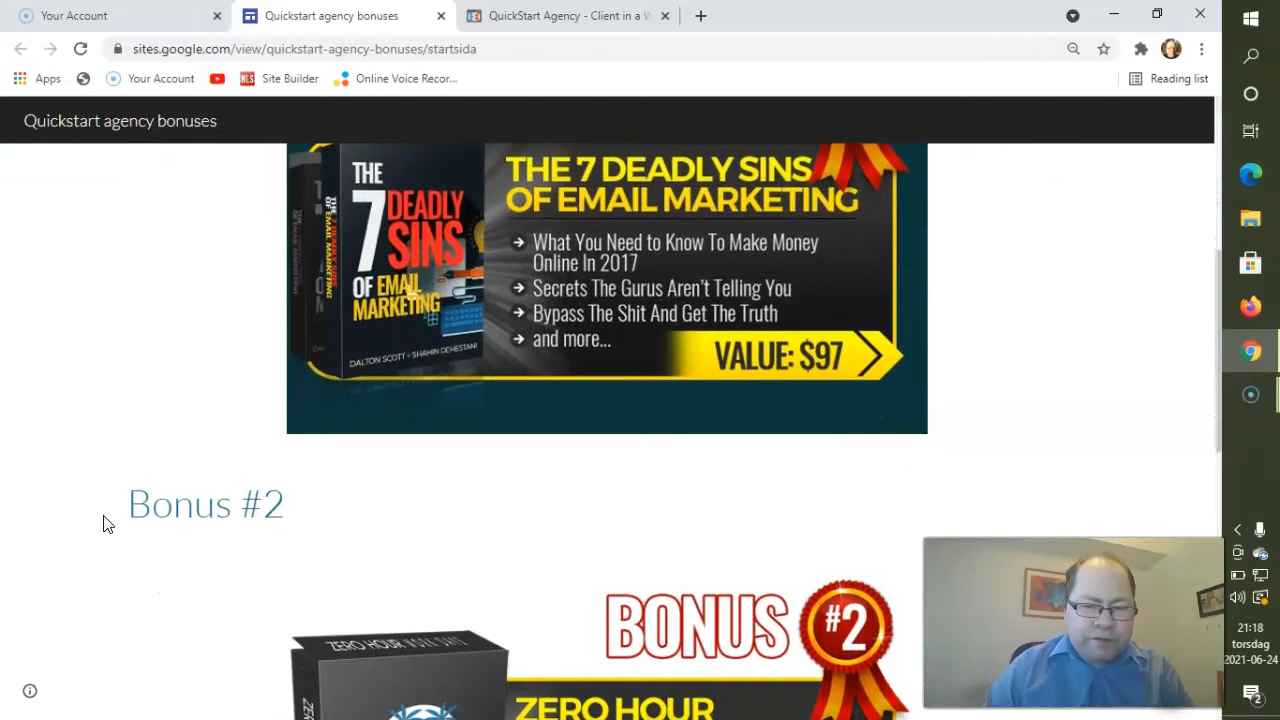 Your Account
Quickstart agency bonuses
QuickStart Agency - Client in a W
sites.google.com/view/quickstart-agency-bonuses/startsida
Apps
Your Account
NLS
Site Builder
Online Voice Recor...
Reading list
Quickstart agency bonuses
THE
7 DEADLY
SINS
OF EMAIL
MARKETING
DALTON SCOTT + SHAHIN DEHESTANI
THE 7 DEADLY SINS
OF EMAIL MARKETING
What You Need to Know To Make Money
Online In 2017
Secrets The Gurus Aren't Telling You
Bypass The Shit And Get The Truth
and more...
VALUE: $97
Bonus #2
BONUS
#2
ZERO HOUR
21:18
torsdag
2021-06-24
2